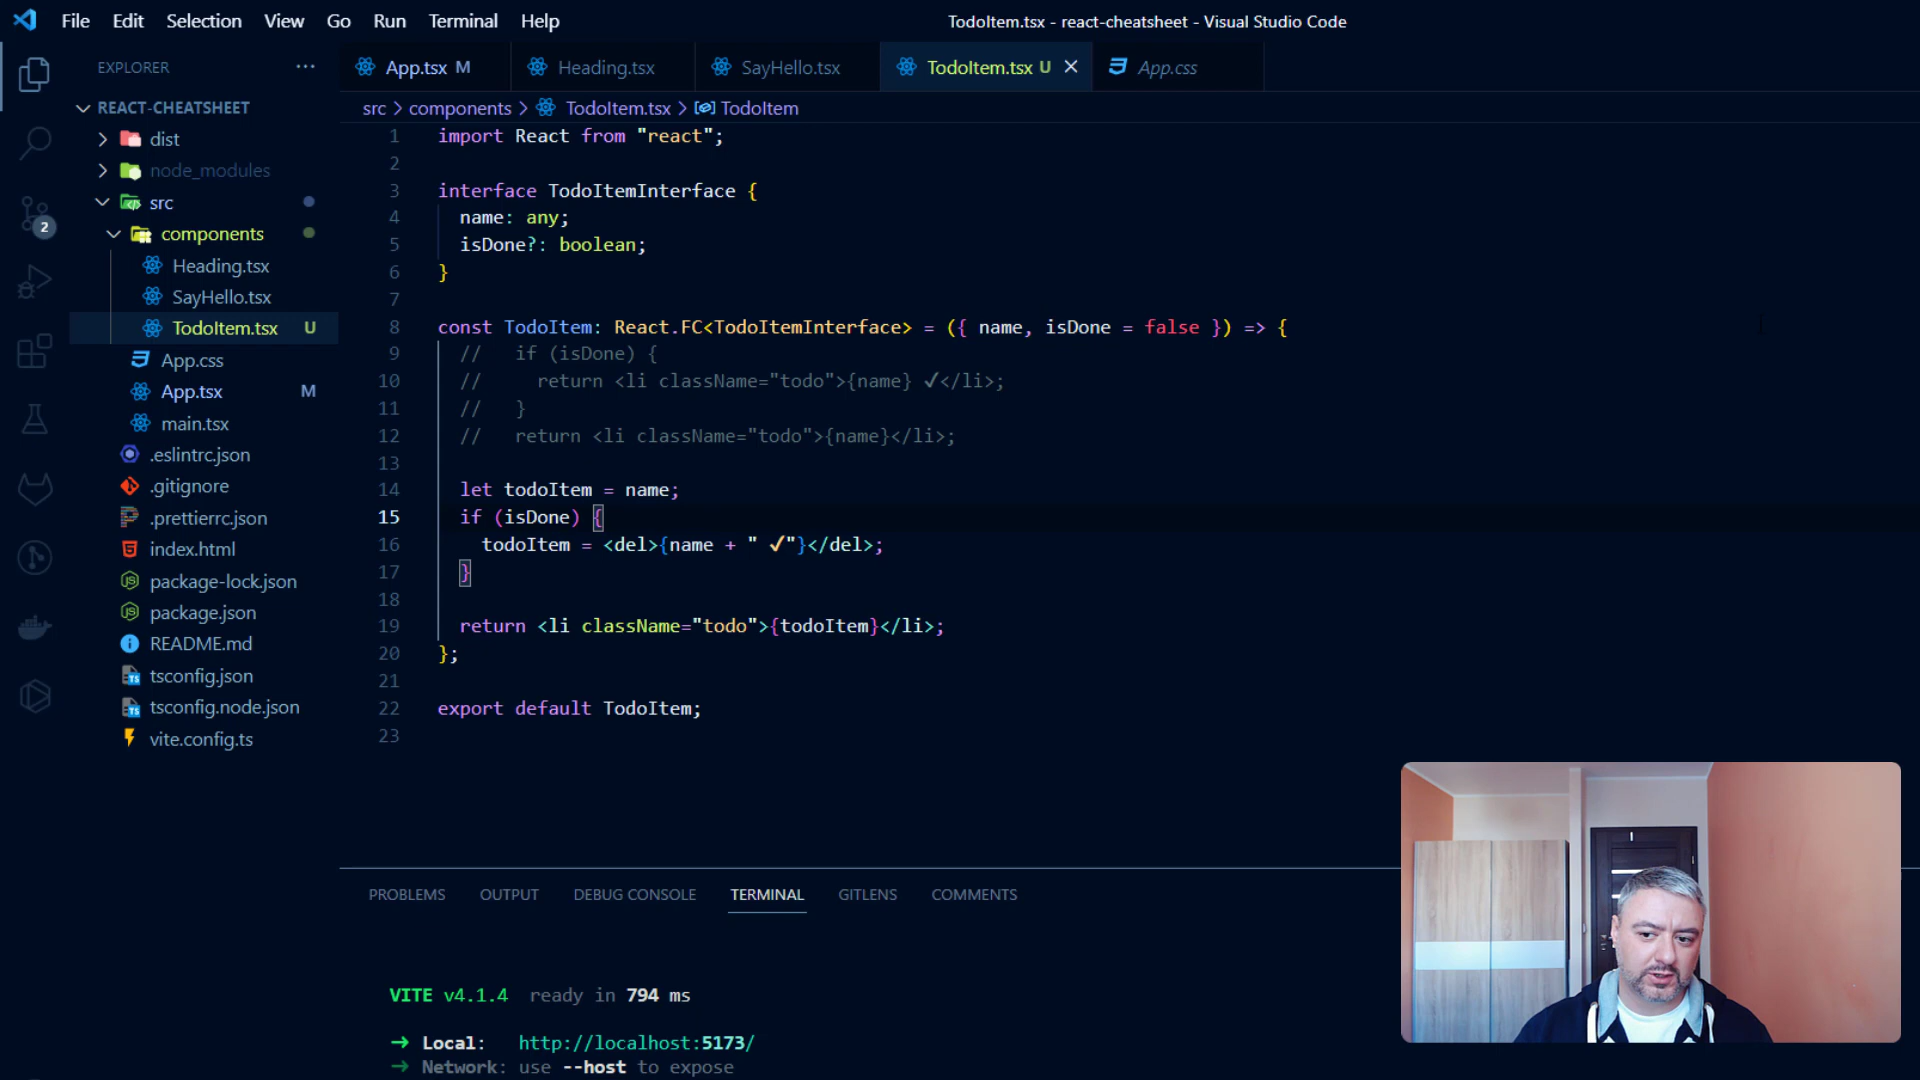 File Edit Selection View Go Run Terminal Help
TodoItem.tsx - react-cheatsheet - Visual Studio Code
EXPLORER ···
REACT-CHEATSHEET
dist
node_modules
src
components
Heading.tsx
SayHello.tsx
TodoItem.tsx U
App.css
App.tsx M
main.tsx
.eslintrc.json
.gitignore
.prettierrc.json
index.html
package-lock.json
package.json
README.md
tsconfig.json
tsconfig.node.json
vite.config.ts
2
App.tsx M Heading.tsx SayHello.tsx TodoItem.tsx U App.css
src > components > TodoItem.tsx > TodoItem
1 import React from "react";
2
3 interface TodoItemInterface {
4 name: any;
5 isDone?: boolean;
6 }
7
8 const TodoItem: React.FC<TodoItemInterface> = ({ name, isDone = false }) => {
9 // if (isDone) {
10 // return <li className="todo">{name} ✓</li>;
11 // }
12 // return <li className="todo">{name}</li>;
13
14 let todoItem = name;
15 if (isDone) {
16 todoItem = <del>{name + " ✓"}</del>;
17 }
18
19 return <li className="todo">{todoItem}</li>;
20 };
21
22 export default TodoItem;
23
PROBLEMS OUTPUT DEBUG CONSOLE TERMINAL GITLENS COMMENTS
VITE v4.1.4 ready in 794 ms
➜ Local: http://localhost:5173/
➜ Network: use --host to expose